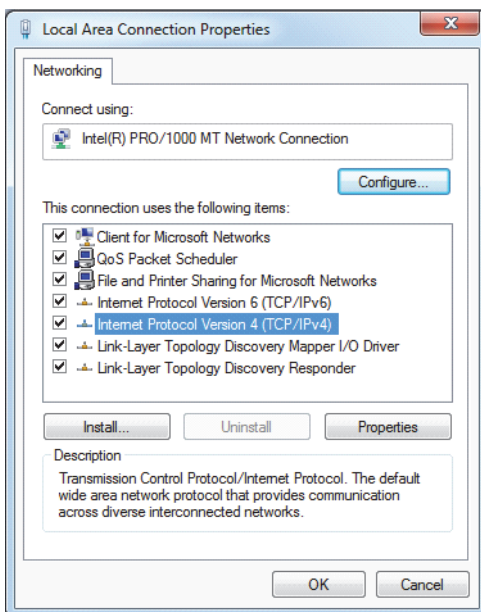 Local Area Connection Properties
Networking
Connect using:
Intel(R) PRO/1000 MT Network Connection
Configure...
This connection uses the following items:
Client for Microsoft Networks
QoS Packet Scheduler
File and Printer Sharing for Microsoft Networks
Internet Protocol Version 6 (TCP/IPv6)
Internet Protocol Version 4 (TCP/IPv4)
Link-Layer Topology Discovery Mapper I/O Driver
Link-Layer Topology Discovery Responder
Install...
Uninstall
Properties
Description
Transmission Control Protocol/Internet Protocol. The default
wide area network protocol that provides communication
across diverse interconnected networks.
OK
Cancel